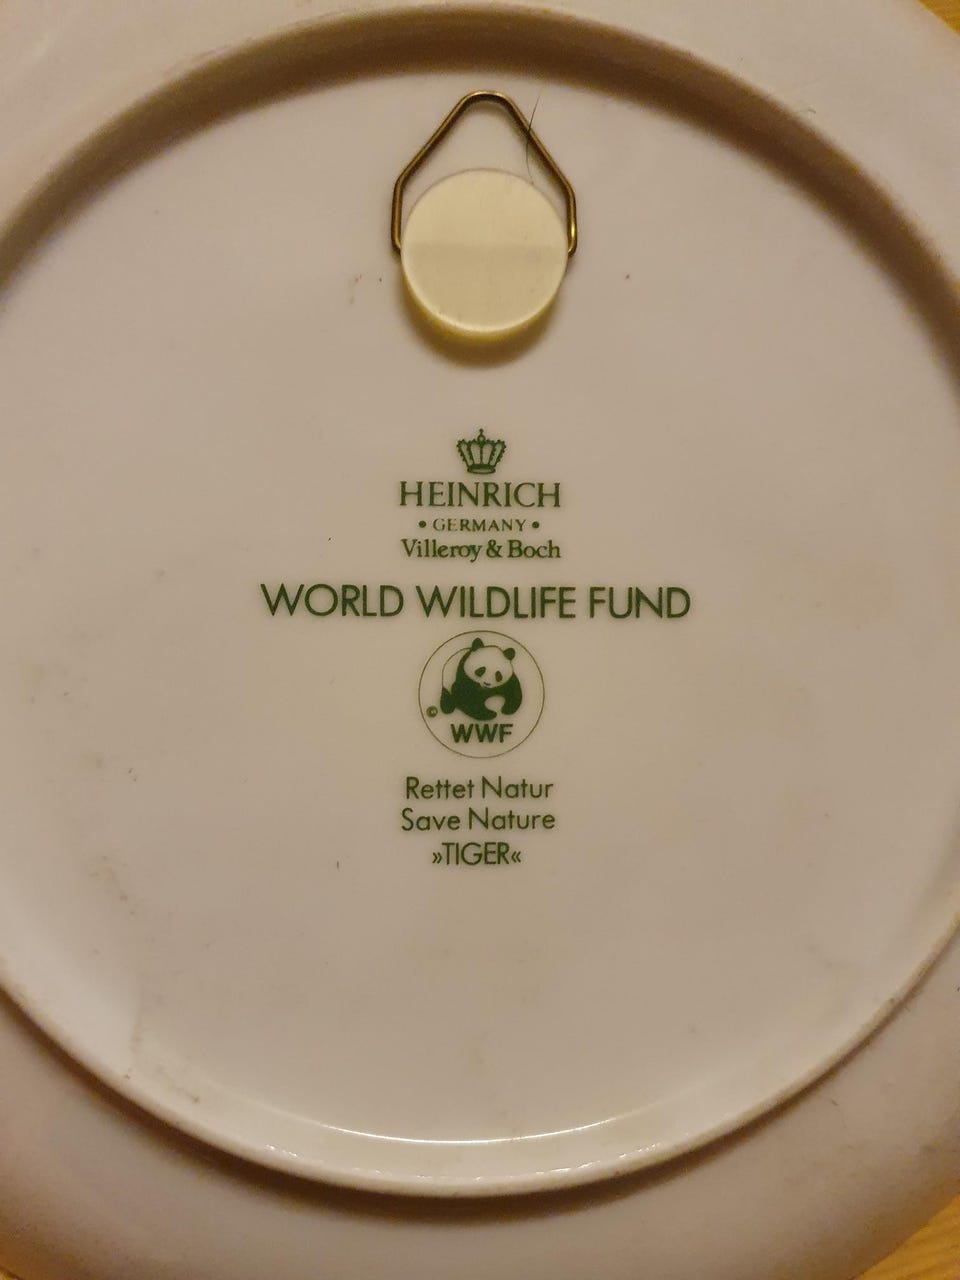 HEINRICH
• GERMANY •
Villeroy & Boch
WORLD WILDLIFE FUND
©
WWF
Rettet Natur
Save Nature
»TIGER«